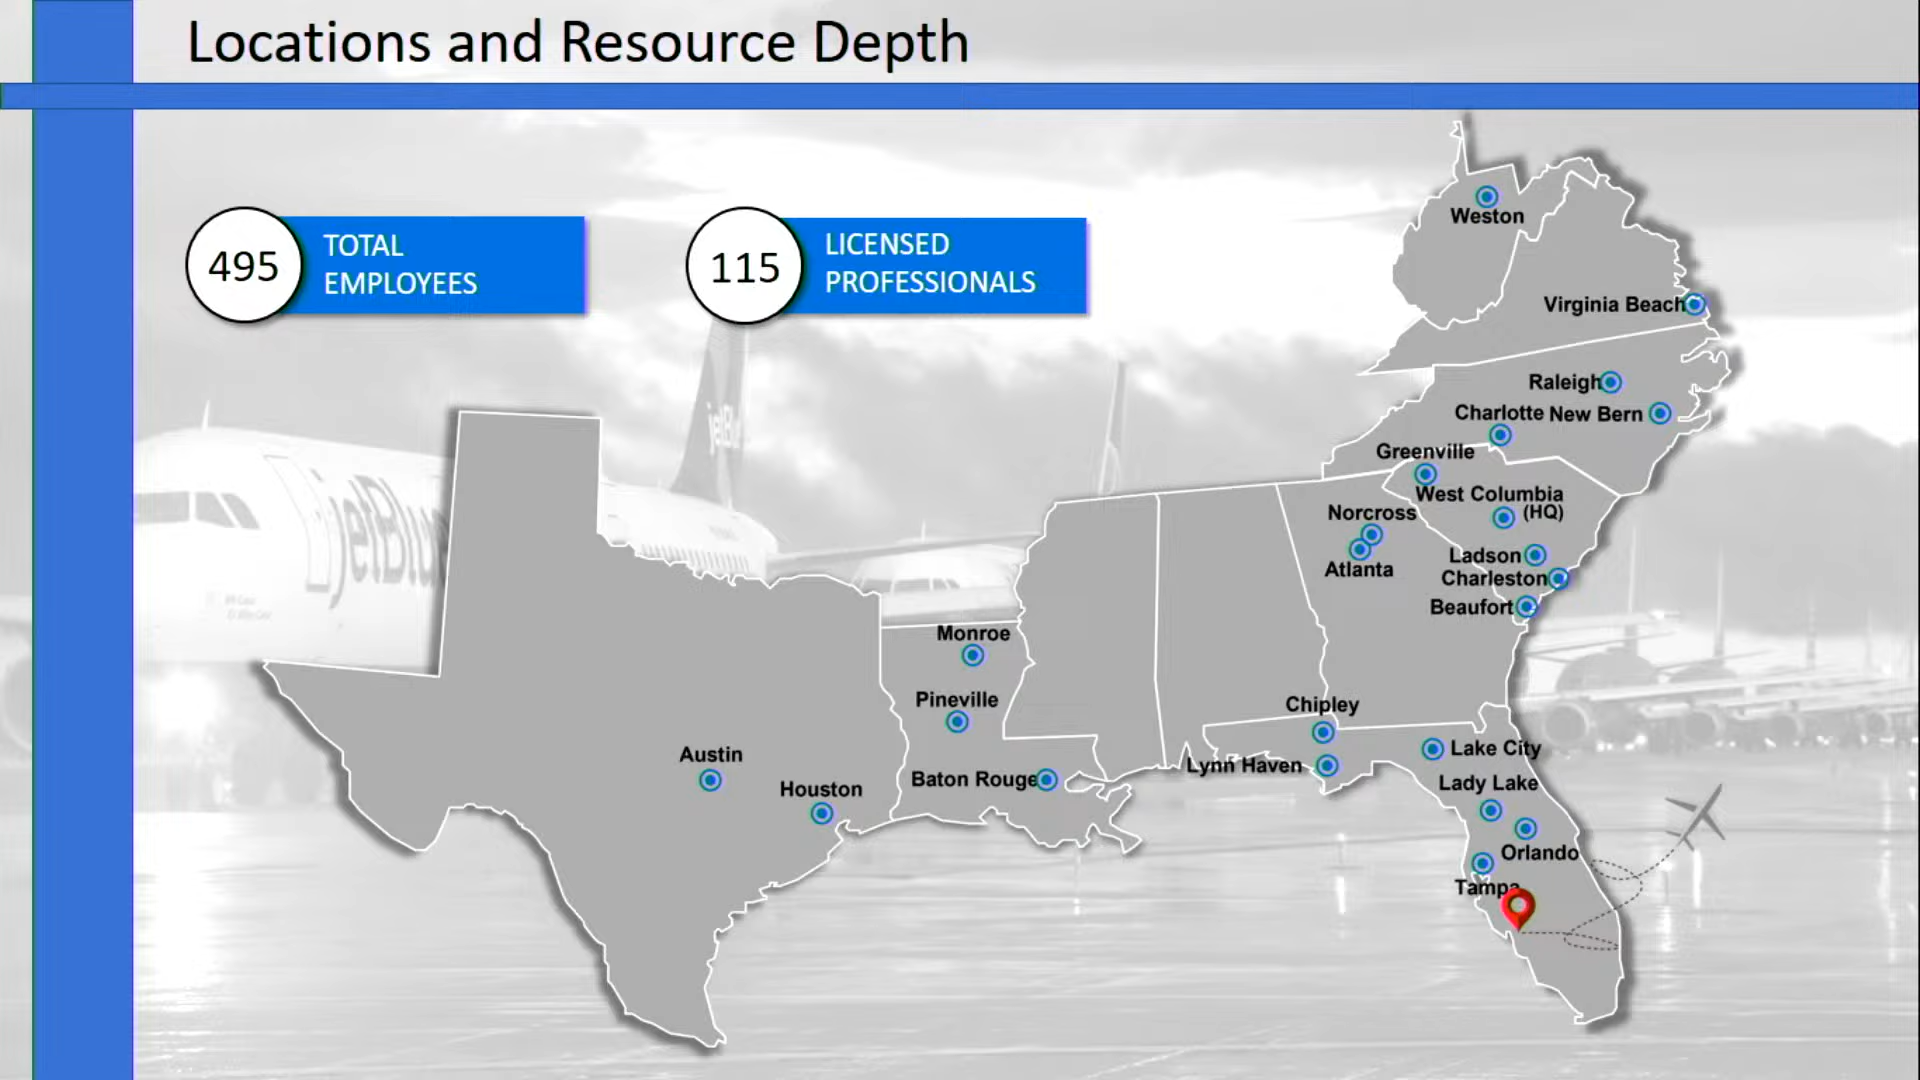 Locations and Resource Depth
495
TOTAL
EMPLOYEES
115
LICENSED
PROFESSIONALS
Weston
Virginia Beach
Raleigh
Charlotte
New Bern
Greenville
West Columbia
(HQ)
Norcross
Atlanta
Ladson
Charleston
Beaufort
Monroe
Pineville
Baton Rouge
Austin
Houston
Chipley
Lynn Haven
Lake City
Lady Lake
Orlando
Tampa
jetBlue
jetBlu